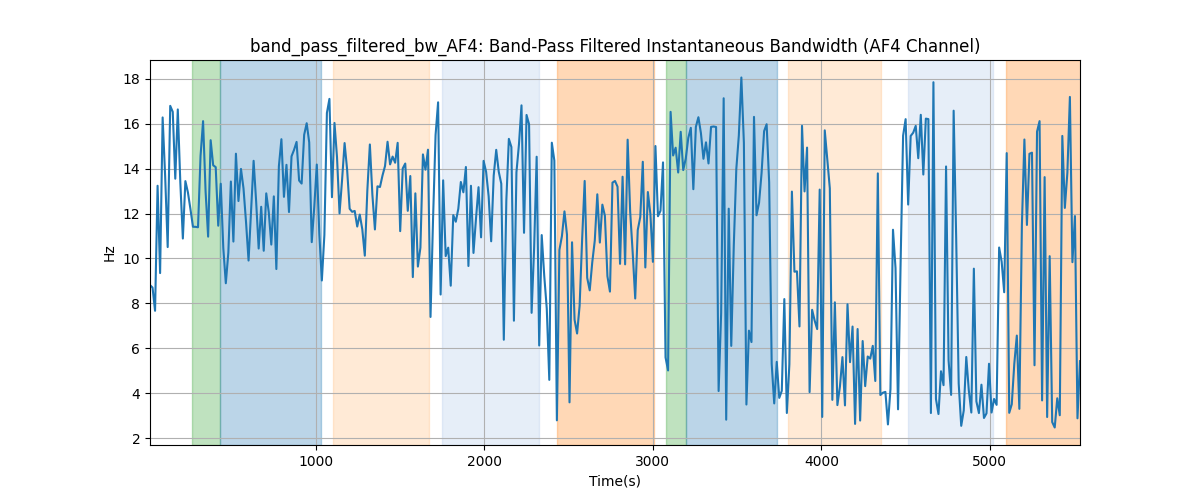 band_pass_filtered_bw_AF4: Band-Pass Filtered Instantaneous Bandwidth (AF4 Channel)
18
16
14
12
10
8
6
4
2
Hz
1000 2000 3000 4000 5000
Time(s)